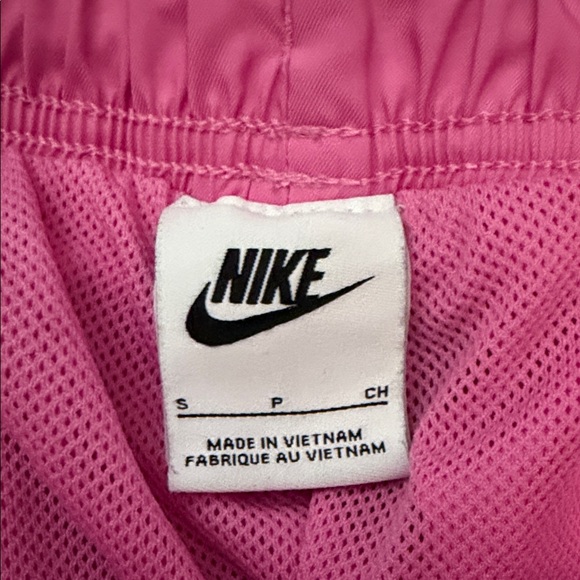 NIKE
S P CH
MADE IN VIETNAM
FABRIQUE AU VIETNAM